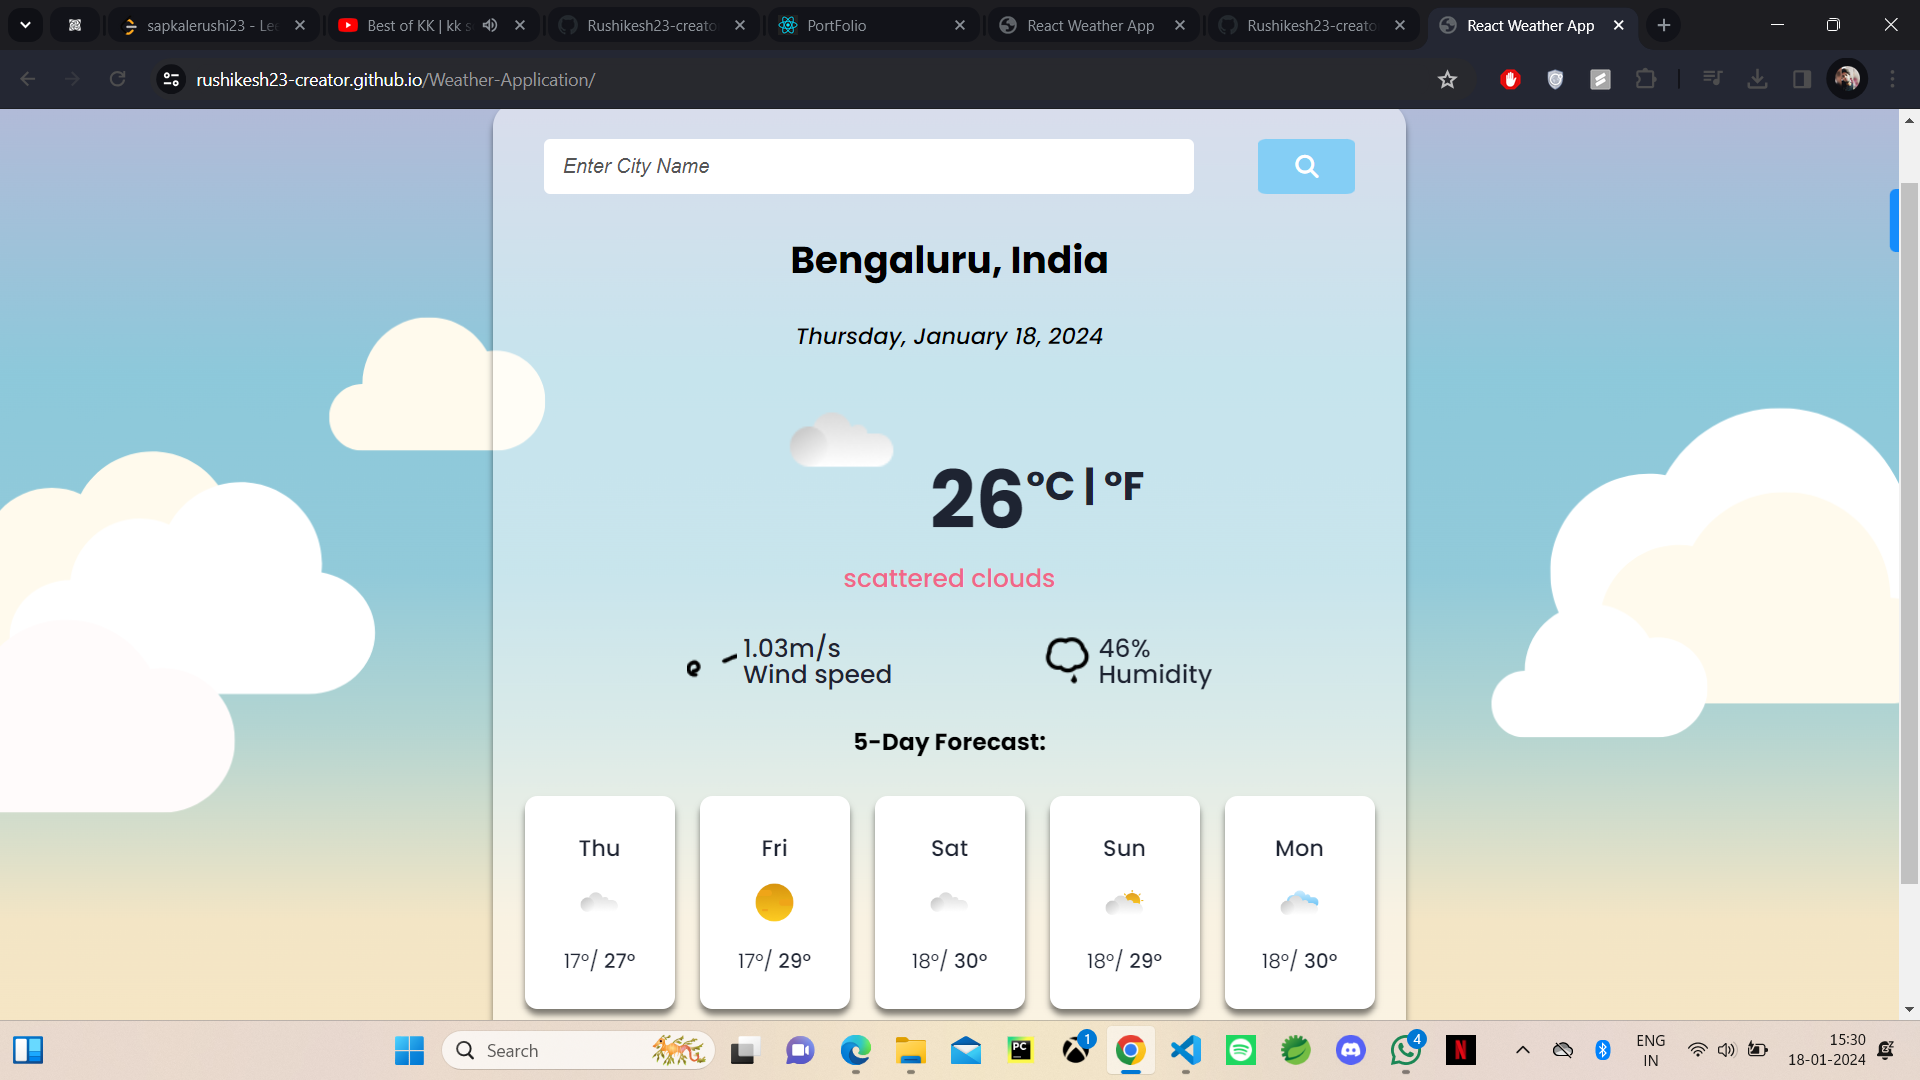 sapkalerushi23 - Lee
Best of KK | kk s
Rushikesh23-creato
PortFolio
React Weather App
Rushikesh23-creato
React Weather App
rushikesh23-creator.github.io/Weather-Application/
Enter City Name
Bengaluru, India
Thursday, January 18, 2024
26°C | °F
scattered clouds
1.03m/s
Wind speed
46%
Humidity
5-Day Forecast:
Thu
Fri
Sat
Sun
Mon
17°/ 27°
17°/ 29°
18°/ 30°
18°/ 29°
18°/ 30°
Search
PC
1
4
N
ENG
IN
15:30
18-01-2024